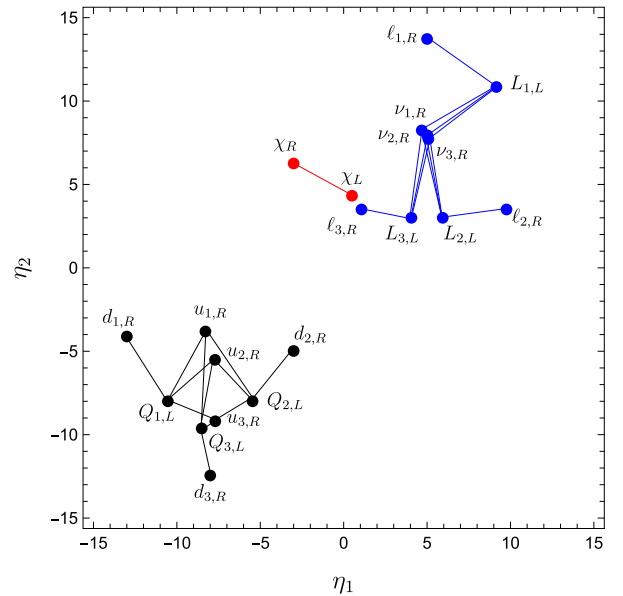 15
ℓ₁,R
L₁,L
10
ν₁,R
ν₂,R
ν₃,R
χR
χL
5
ℓ₃,R
L₃,L
L₂,L
ℓ₂,R
η₂
0
d₁,R
u₁,R
d₂,R
−5
u₂,R
Q₁,L
Q₂,L
u₃,R
−10
Q₃,L
d₃,R
−15
−15 −10 −5 0 5 10 15
η₁